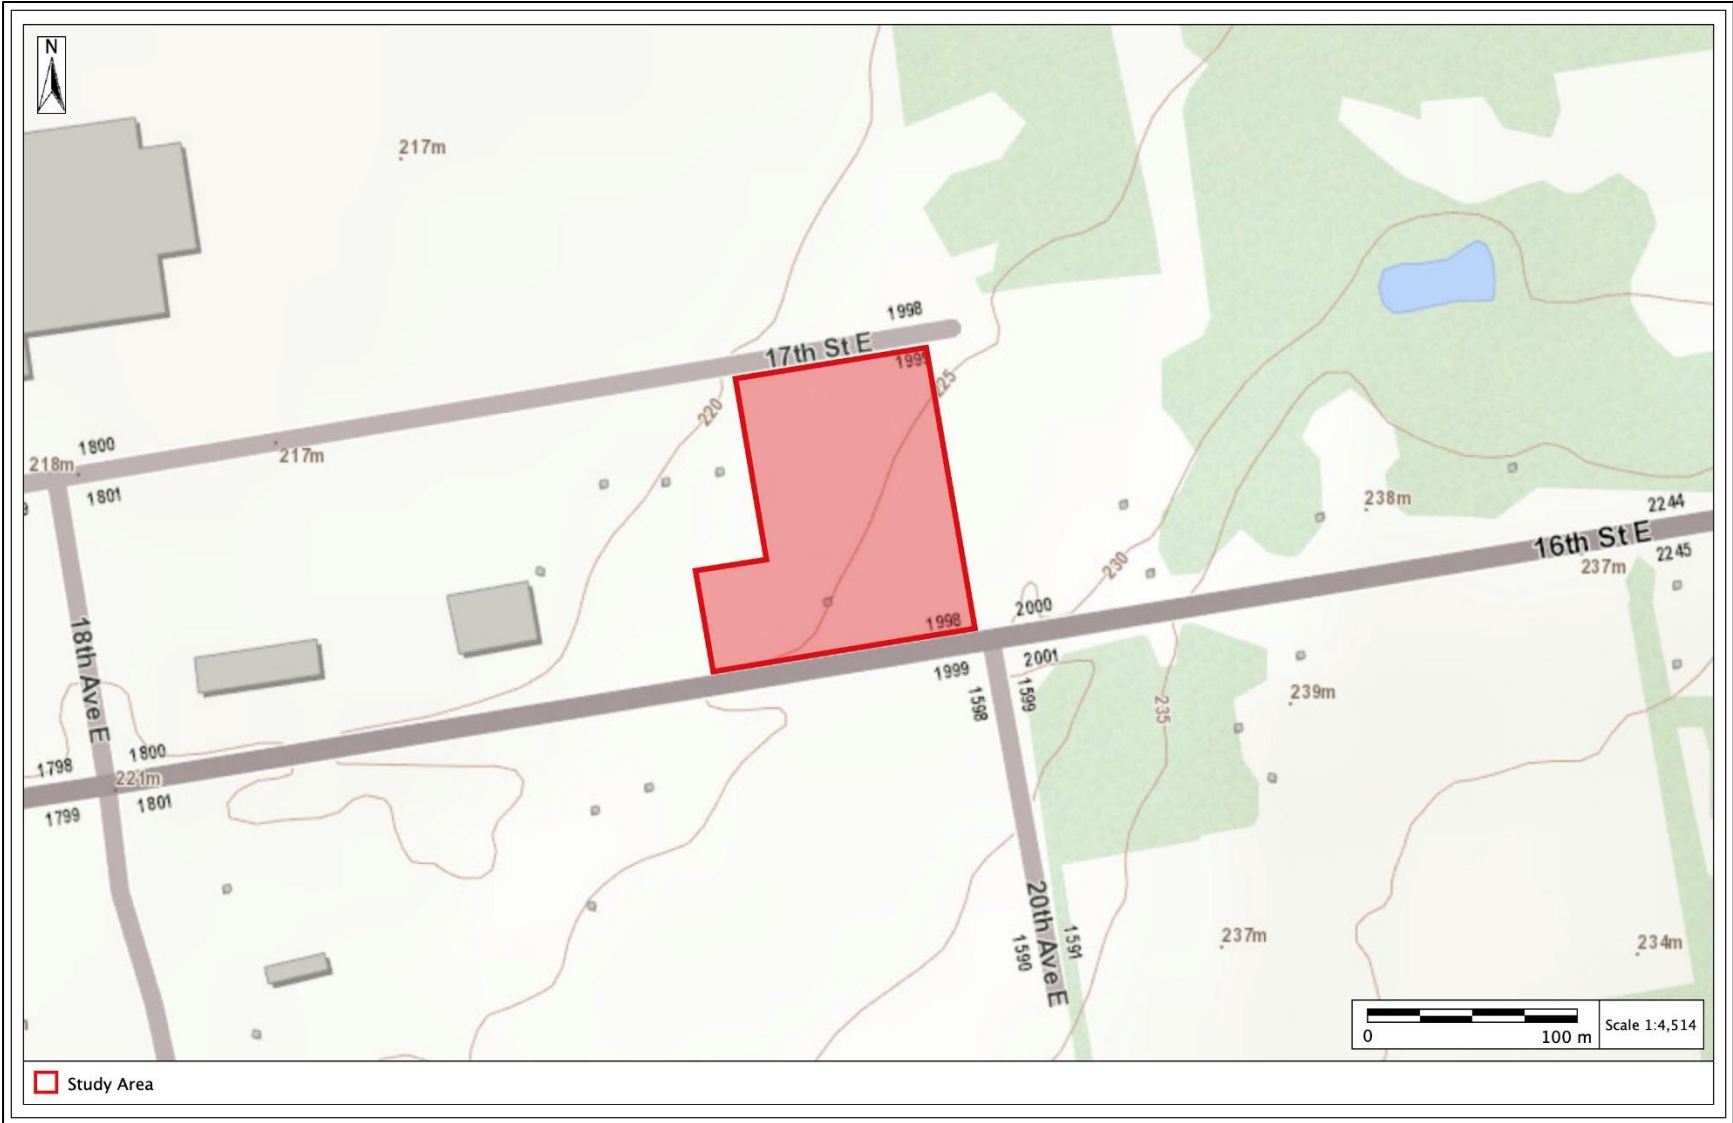 N
217m
1998
17th St E
1999
225
220
1800
217m
218m
1801
238m
2244
16th St E
2245
237m
230
2000
1998
18th Ave E
1999
2001
1598
1599
239m
235
1798
1800
221m
1799
1801
20th Ave E
1590
1591
237m
234m
0
100 m
Scale 1:4,514
Study Area